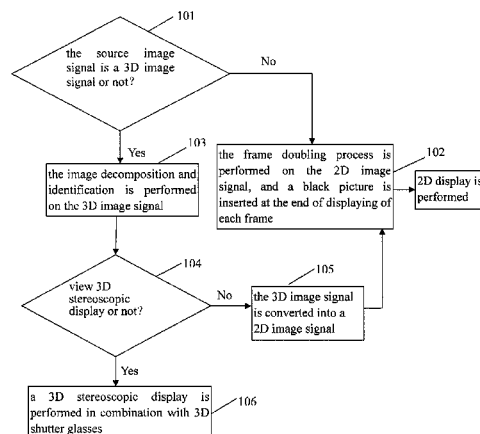 101
the source image
signal is a 3D image
signal or not?
No
Yes
103
102
the image decomposition and
identification is performed
on the 3D image signal
the frame doubling process is
performed on the 2D image
signal, and a black picture is
inserted at the end of displaying of
each frame
2D display is
performed
104
view 3D
stereoscopic
display or not?
No
105
the 3D image signal
is converted into a
2D image signal
Yes
106
a 3D stereoscopic display is
performed in combination with 3D
shutter glasses